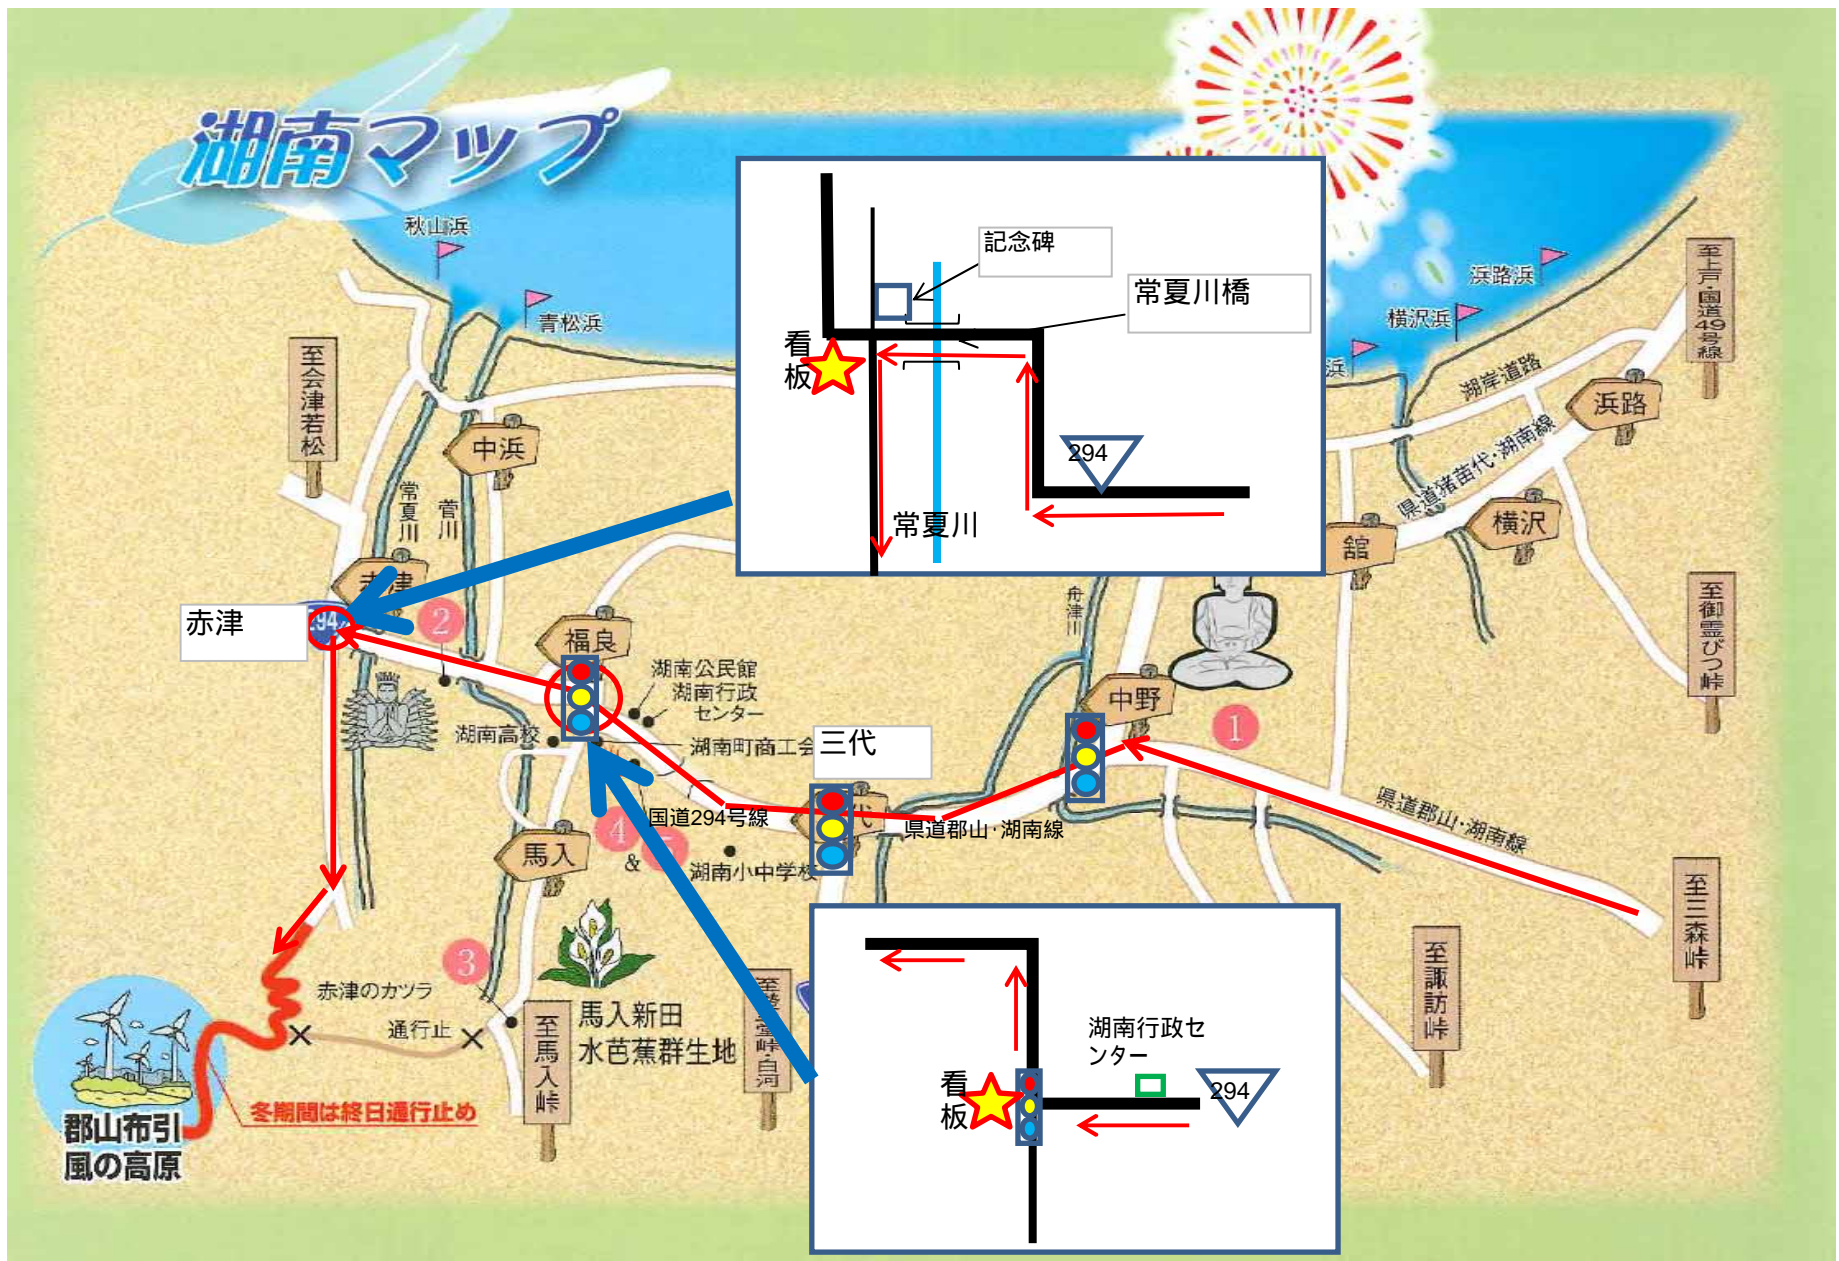 湖南マップ
秋山浜
青松浜
至会津若松
中浜
常夏川
菅川
赤津
294
2
福良
湖南公民館
湖南行政
センター
湖南高校
湖南町商工会
三代
国道294号線
県道郡山・湖南線
4
&
湖南小中学校
馬入
3
赤津のカツラ
通行止
馬入新田
水芭蕉群生地
至馬入峠
郡山布引
風の高原
冬期間は終日通行止め
記念碑
常夏川橋
看
板
294
常夏川
浜路浜
横沢浜
浜
至上戸・国道49号線
湖岸道路
浜路
県道猪苗代・湖南線
横沢
舘
至御霊びつ峠
舟津川
中野
1
県道郡山・湖南線
至三森峠
至諏訪峠
湖南行政セ
ンター
看
板
294